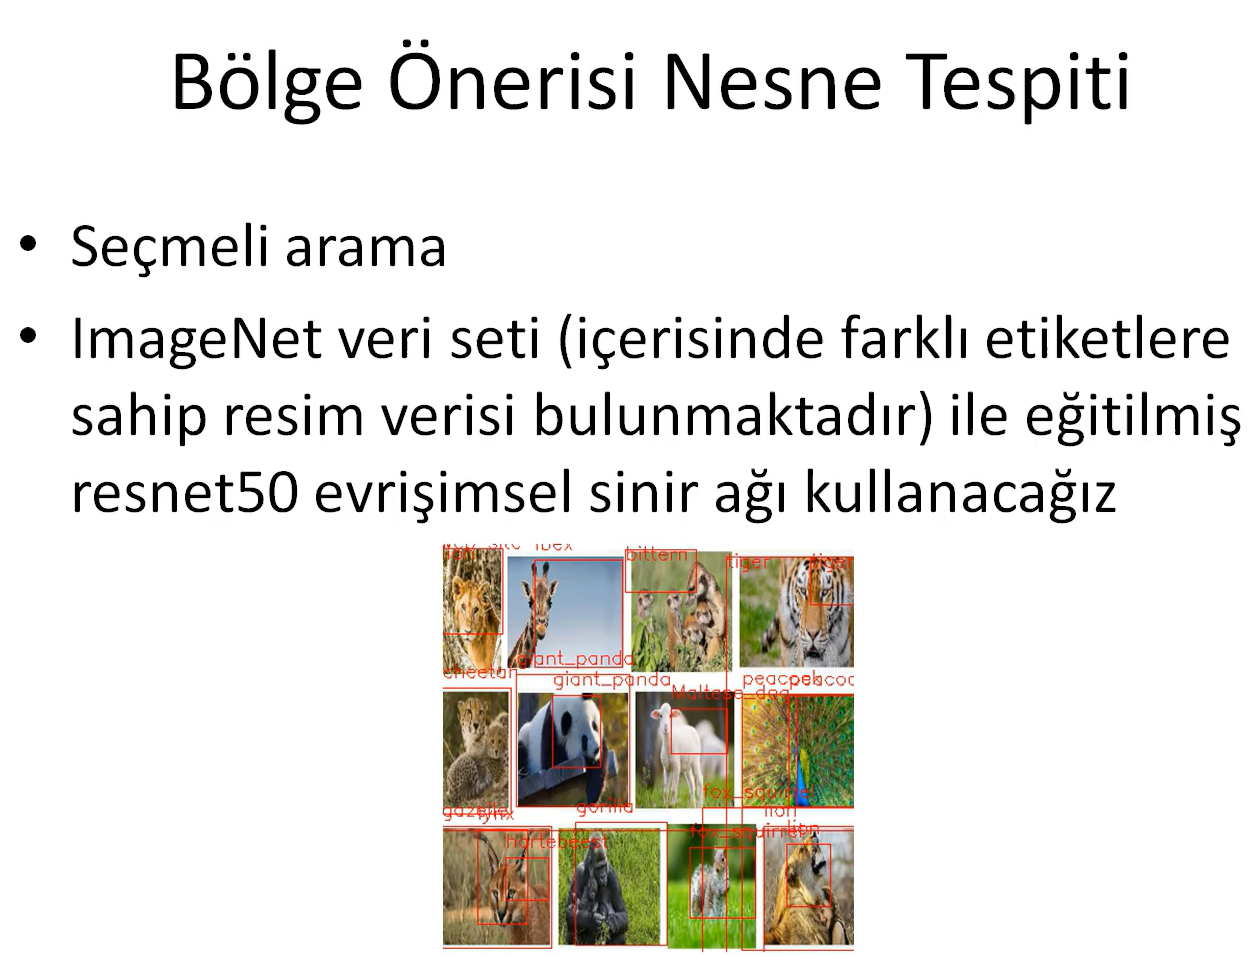 Bölge Önerisi Nesne Tespiti
• Seçmeli arama
• ImageNet veri seti (içerisinde farklı etiketlere
sahip resim verisi bulunmaktadır) ile eğitilmiş
resnet50 evrişimsel sinir ağı kullanacağız
ibex
bittern
tiger
tiger
giant_panda
cheetah
giant_panda
Maltese_dog
peacock
peacoc
fox_squirrel
gazelle
lynx
gorilla
lion
hartebeest
fox_squirrel
lion